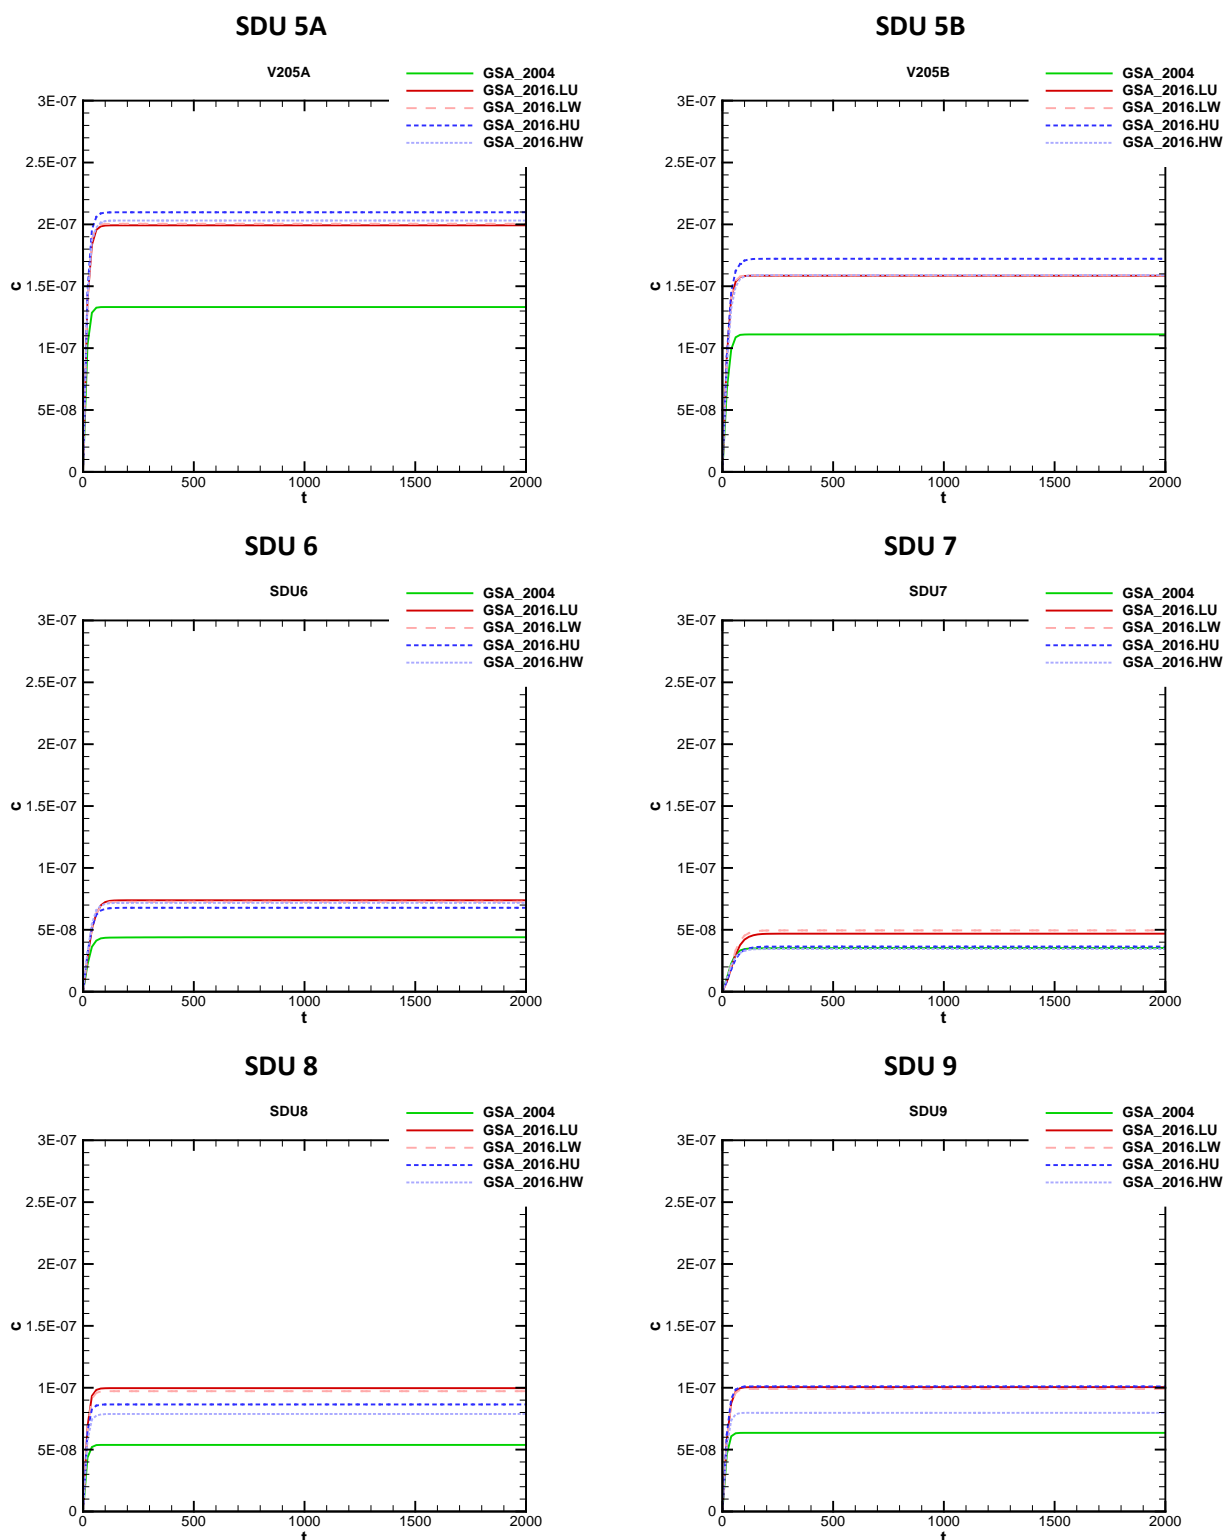 SDU 5A
V205A
GSA_2004
GSA_2016.LU
GSA_2016.LW
GSA_2016.HU
GSA_2016.HW
3E-07
2.5E-07
2E-07
1.5E-07
1E-07
5E-08
0
c
0 500 1000 1500 2000
t
SDU 5B
V205B
GSA_2004
GSA_2016.LU
GSA_2016.LW
GSA_2016.HU
GSA_2016.HW
3E-07
2.5E-07
2E-07
1.5E-07
1E-07
5E-08
0
c
0 500 1000 1500 2000
t
SDU 6
SDU6
GSA_2004
GSA_2016.LU
GSA_2016.LW
GSA_2016.HU
GSA_2016.HW
3E-07
2.5E-07
2E-07
1.5E-07
1E-07
5E-08
0
c
0 500 1000 1500 2000
t
SDU 7
SDU7
GSA_2004
GSA_2016.LU
GSA_2016.LW
GSA_2016.HU
GSA_2016.HW
3E-07
2.5E-07
2E-07
1.5E-07
1E-07
5E-08
0
c
0 500 1000 1500 2000
t
SDU 8
SDU8
GSA_2004
GSA_2016.LU
GSA_2016.LW
GSA_2016.HU
GSA_2016.HW
3E-07
2.5E-07
2E-07
1.5E-07
1E-07
5E-08
0
c
0 500 1000 1500 2000
t
SDU 9
SDU9
GSA_2004
GSA_2016.LU
GSA_2016.LW
GSA_2016.HU
GSA_2016.HW
3E-07
2.5E-07
2E-07
1.5E-07
1E-07
5E-08
0
c
0 500 1000 1500 2000
t